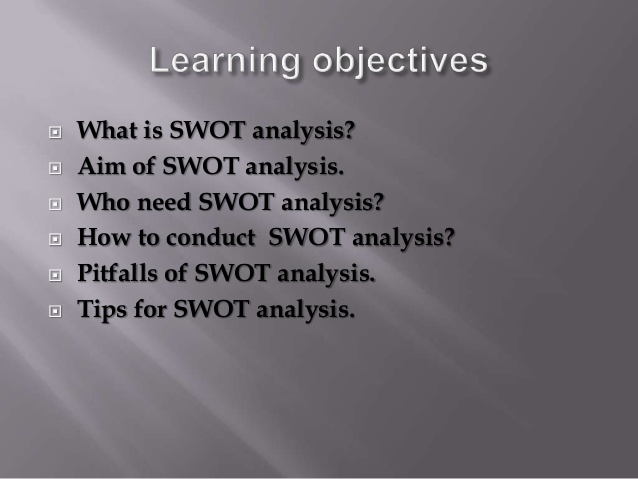 Learning objectives
What is SWOT analysis?
Aim of SWOT analysis.
Who need SWOT analysis?
How to conduct  SWOT analysis?
Pitfalls of SWOT analysis.
Tips for SWOT analysis.